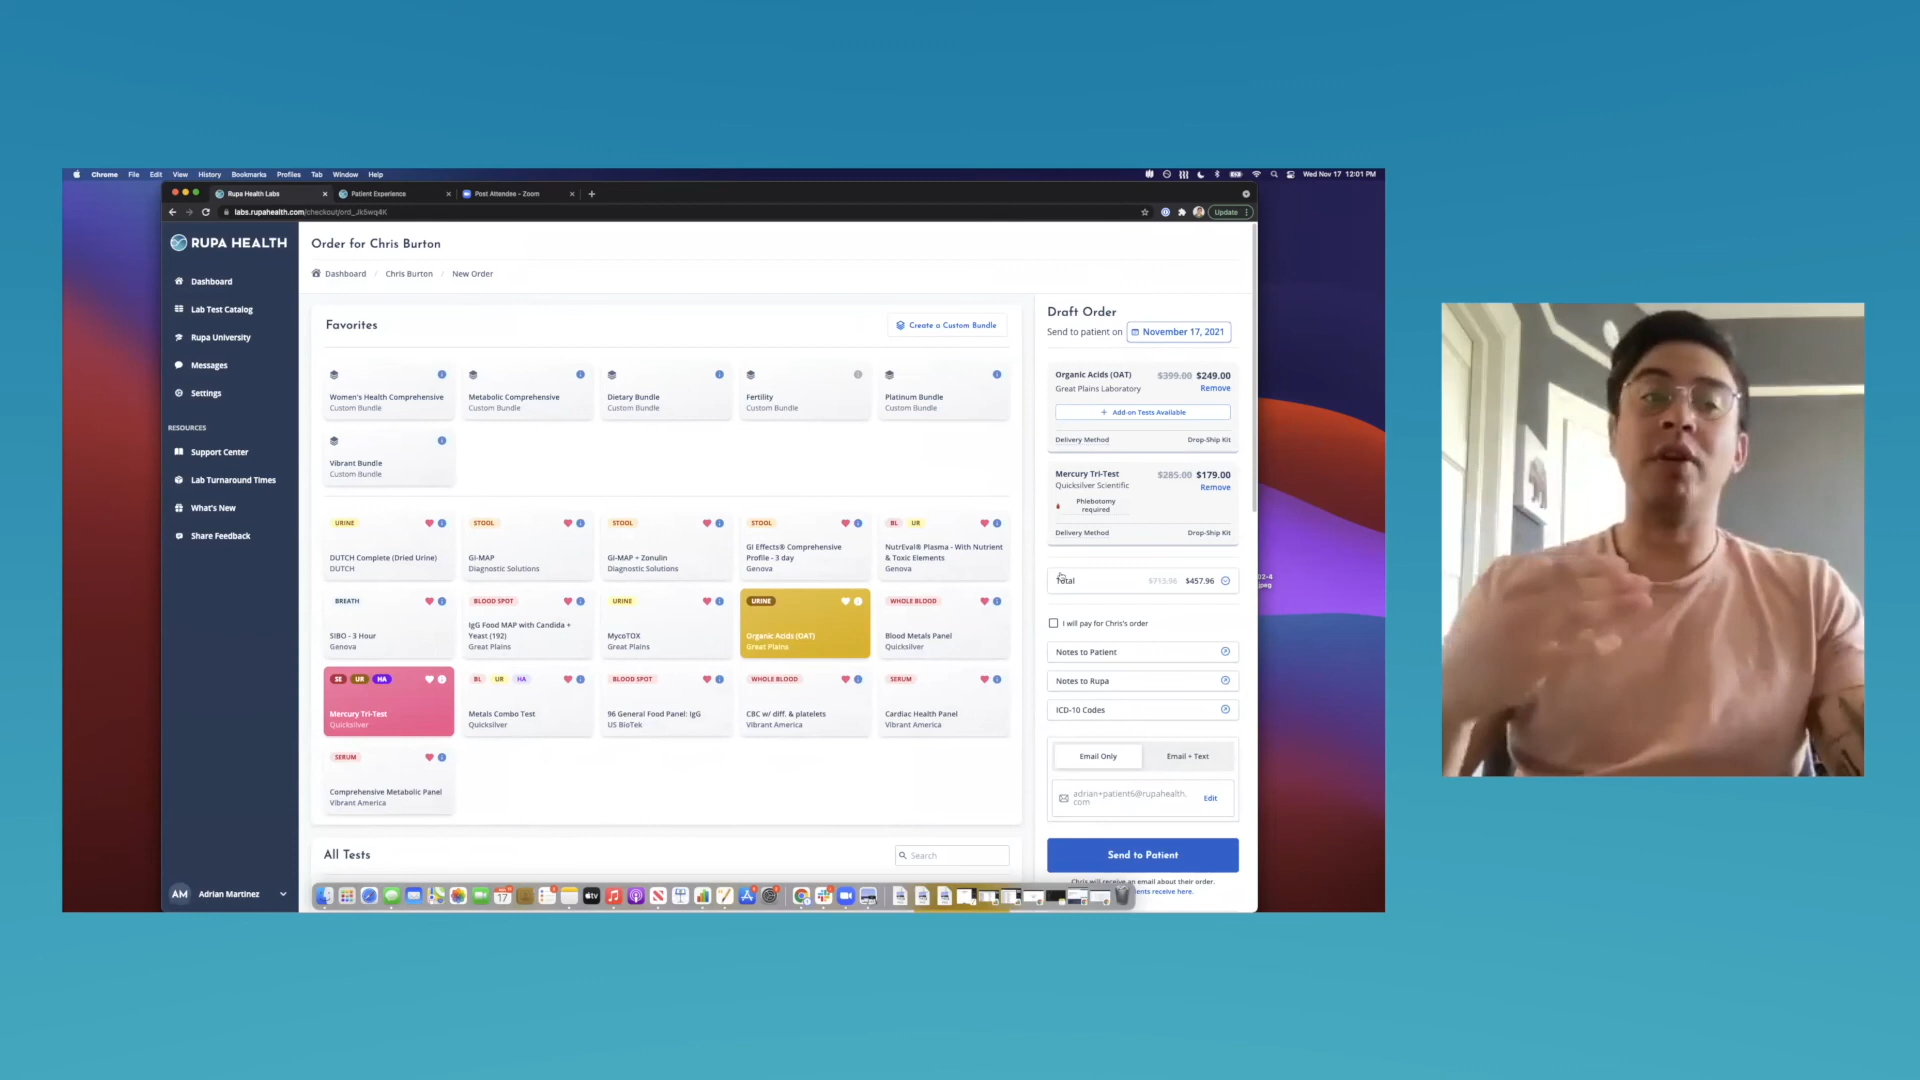 Chrome File Edit View History Bookmarks Profiles Tab Window Help
Wed Nov 17 12:01 PM
Rupa Health Labs
Patient Experience
Post Attendee - Zoom
labs.rupahealth.com/checkout/ord_Jk5wq4K
Update
RUPA HEALTH
Dashboard
Lab Test Catalog
Rupa University
Messages
Settings
RESOURCES
Support Center
Lab Turnaround Times
What's New
Share Feedback
AM Adrian Martinez
Order for Chris Burton
Dashboard / Chris Burton / New Order
Favorites
Create a Custom Bundle
Women's Health Comprehensive
Custom Bundle
Metabolic Comprehensive
Custom Bundle
Dietary Bundle
Custom Bundle
Fertility
Custom Bundle
Platinum Bundle
Custom Bundle
Vibrant Bundle
Custom Bundle
URINE
DUTCH Complete (Dried Urine)
DUTCH
STOOL
GI-MAP
Diagnostic Solutions
STOOL
GI-MAP + Zonulin
Diagnostic Solutions
STOOL
GI Effects® Comprehensive
Profile - 3 day
Genova
BL UR
NutrEval® Plasma - With Nutrient
& Toxic Elements
Genova
BREATH
SIBO - 3 Hour
Genova
BLOOD SPOT
IgG Food MAP with Candida +
Yeast (192)
Great Plains
URINE
MycoTOX
Great Plains
URINE
Organic Acids (OAT)
Great Plains
WHOLE BLOOD
Blood Metals Panel
Quicksilver
SE UR HA
Mercury Tri-Test
Quicksilver
BL UR HA
Metals Combo Test
Quicksilver
BLOOD SPOT
96 General Food Panel: IgG
US BioTek
WHOLE BLOOD
CBC w/ diff, & platelets
Vibrant America
SERUM
Cardiac Health Panel
Vibrant America
SERUM
Comprehensive Metabolic Panel
Vibrant America
All Tests
Search
Draft Order
Send to patient on November 17, 2021
Organic Acids (OAT) $399.00 $249.00
Great Plains Laboratory Remove
+ Add-on Tests Available
Delivery Method Drop-Ship Kit
Mercury Tri-Test $285.00 $179.00
Quicksilver Scientific Remove
Phlebotomy
required
Delivery Method Drop-Ship Kit
Total $713.96 $457.96
I will pay for Chris's order
Notes to Patient
Notes to Rupa
ICD-10 Codes
Email Only Email + Text
adrian+patient6@rupahealth.
com
Edit
Send to Patient
Chris will receive an email about their order.
receive here.
17
tv